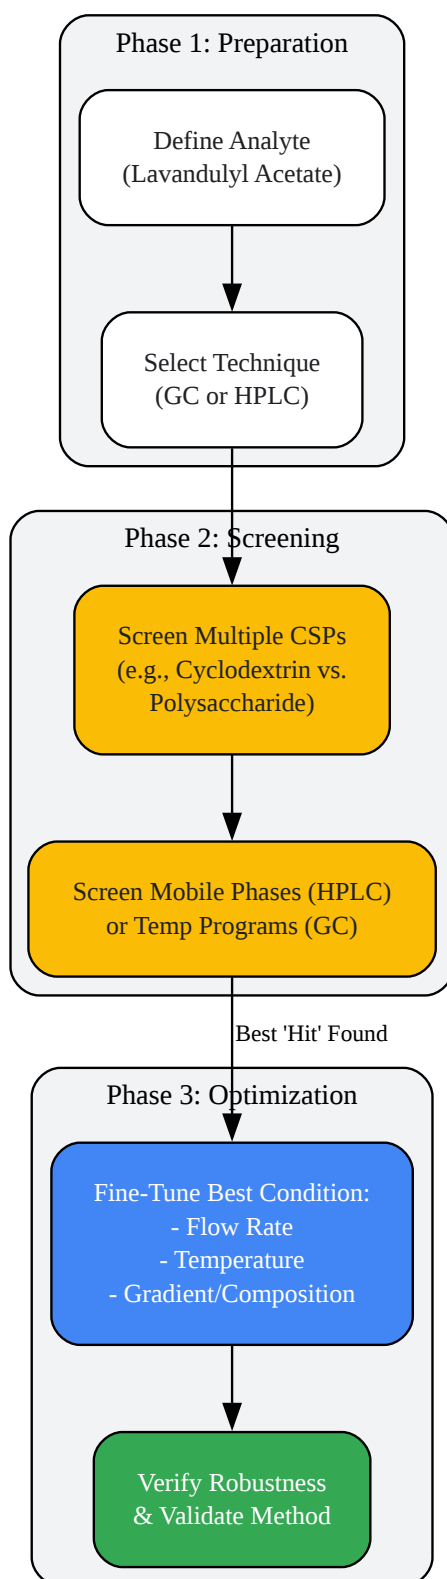 Phase 1: Preparation
Define Analyte
(Lavandulyl Acetate)
Select Technique
(GC or HPLC)
Phase 2: Screening
Screen Multiple CSPs
(e.g., Cyclodextrin vs.
Polysaccharide)
Screen Mobile Phases (HPLC)
or Temp Programs (GC)
Best 'Hit' Found
Phase 3: Optimization
Fine-Tune Best Condition:
- Flow Rate
- Temperature
- Gradient/Composition
Verify Robustness
& Validate Method